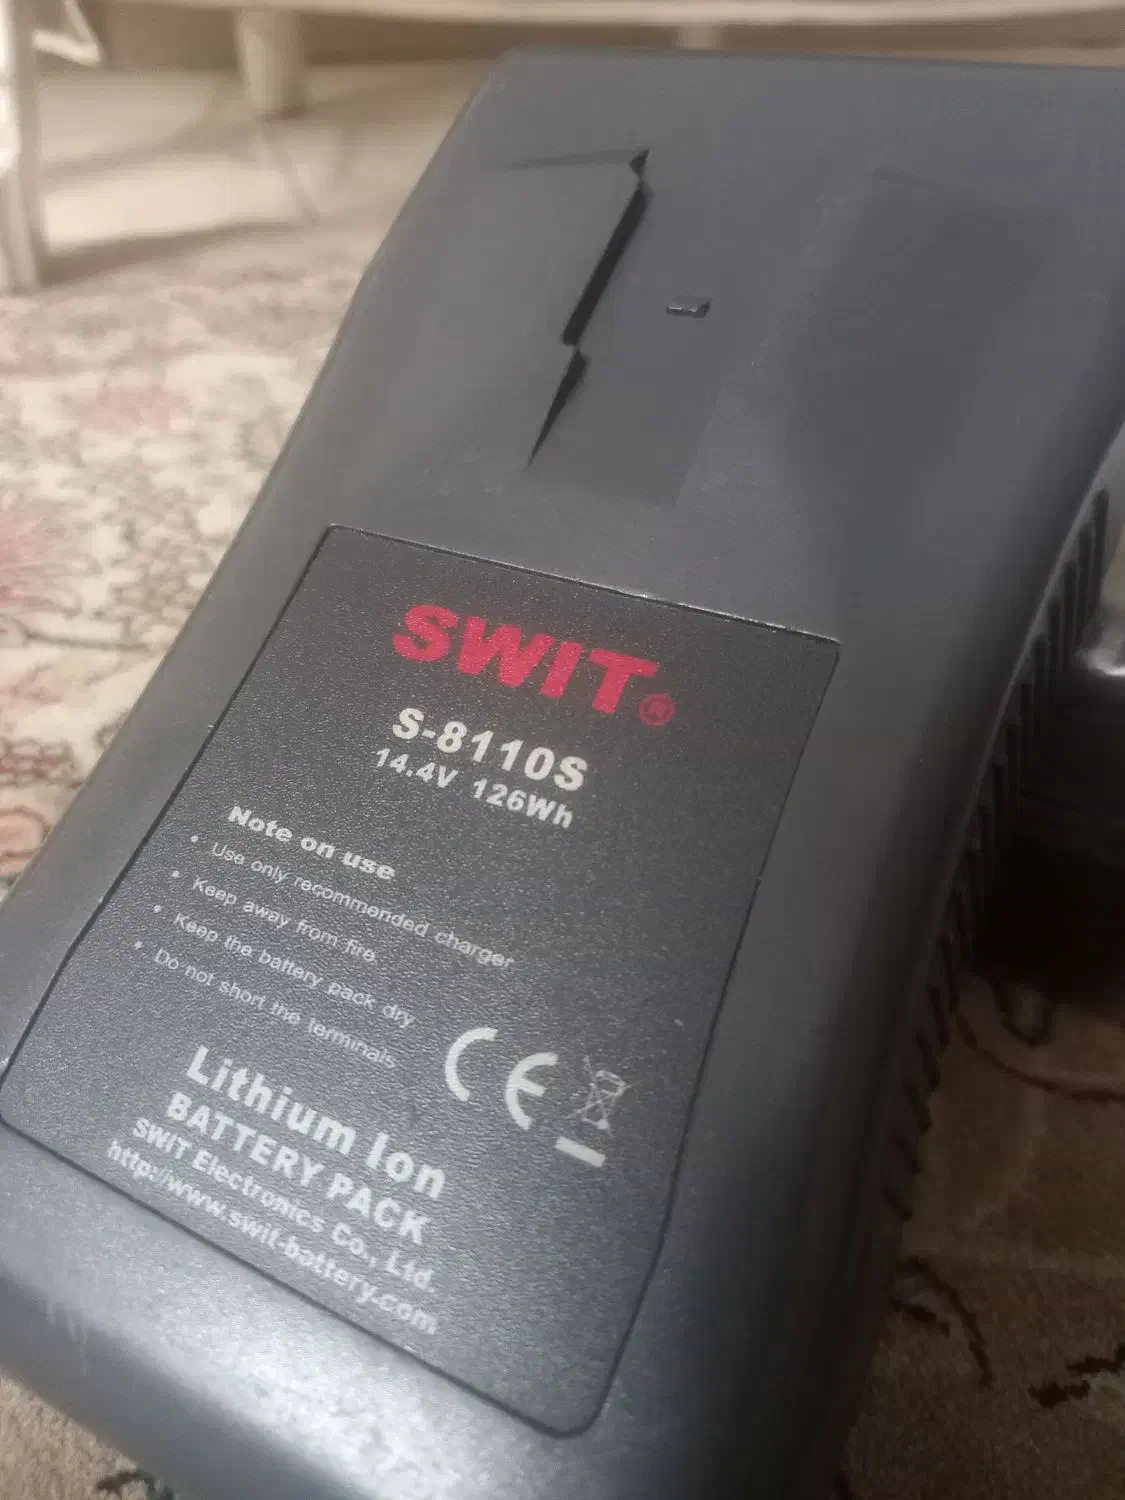 SWIT®
S-8110S
14.4V 126Wh
Note on use
• Use only recommended charger
• Keep away from fire
• Keep the battery pack dry
• Do not short the terminals
CE
Lithium Ion
BATTERY PACK
SWIT Electronics Co., Ltd.
http://www.swit-battery.com